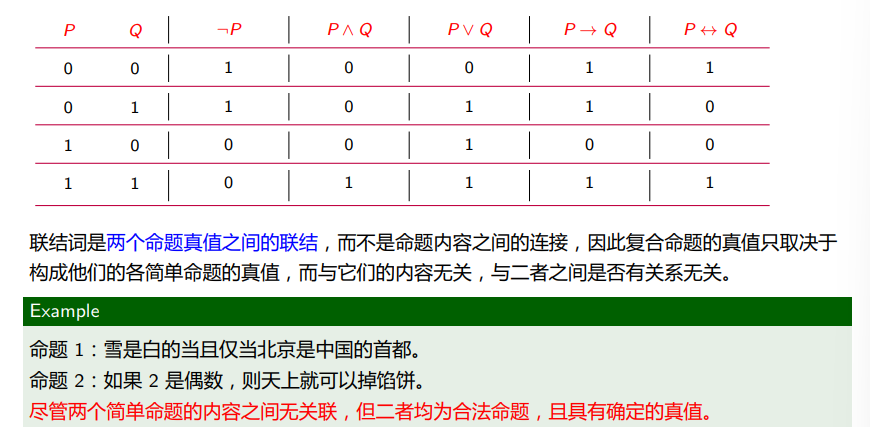 P Q ¬P P ∧ Q P ∨ Q P → Q P ↔ Q
0 0 1 0 0 1 1
0 1 1 0 1 1 0
1 0 0 0 1 0 0
1 1 0 1 1 1 1
联结词是两个命题真值之间的联结，而不是命题内容之间的连接，因此复合命题的真值只取决于
构成他们的各简单命题的真值，而与它们的内容无关，与二者之间是否有关系无关。
Example
命题 1：雪是白的当且仅当北京是中国的首都。
命题 2：如果 2 是偶数，则天上就可以掉馅饼。
尽管两个简单命题的内容之间无关联，但二者均为合法命题，且具有确定的真值。